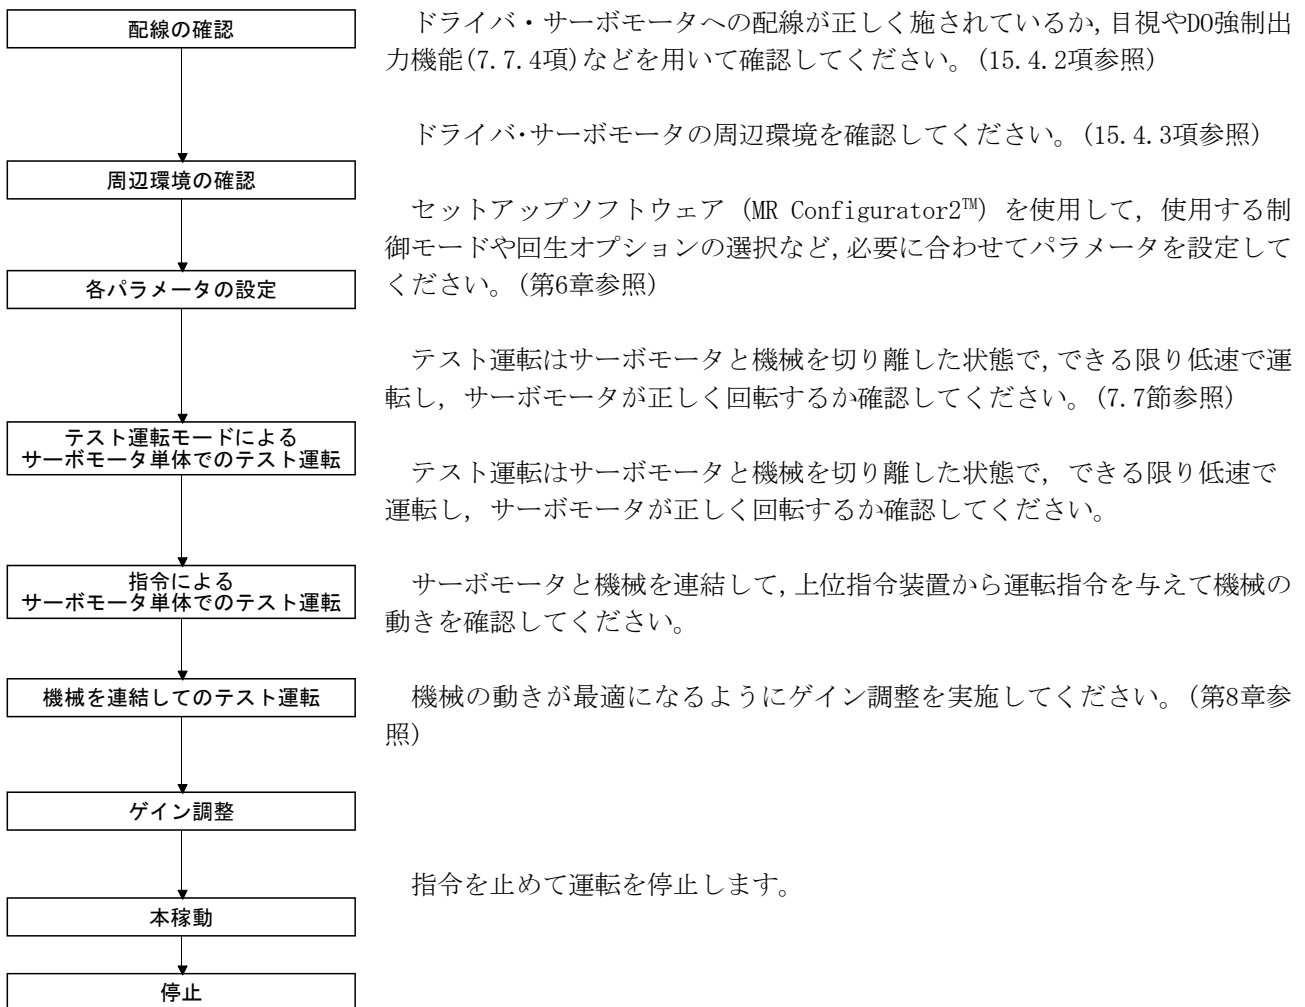 配線の確認
ドライバ・サーボモータへの配線が正しく施されているか,目視やDO強制出
力機能(7.7.4項)などを用いて確認してください。(15.4.2項参照)
ドライバ・サーボモータの周辺環境を確認してください。(15.4.3項参照)
周辺環境の確認
セットアップソフトウェア (MR Configurator2™) を使用して, 使用する制
御モードや回生オプションの選択など,必要に合わせてパラメータを設定して
ください。(第6章参照)
各パラメータの設定
テスト運転はサーボモータと機械を切り離した状態で,できる限り低速で運
転し, サーボモータが正しく回転するか確認してください。(7.7節参照)
テスト運転モードによる
サーボモータ単体でのテスト運転
テスト運転はサーボモータと機械を切り離した状態で, できる限り低速で
運転し, サーボモータが正しく回転するか確認してください。
指令による
サーボモータ単体でのテスト運転
サーボモータと機械を連結して,上位指令装置から運転指令を与えて機械の
動きを確認してください。
機械を連結してのテスト運転
機械の動きが最適になるようにゲイン調整を実施してください。(第8章参
照)
ゲイン調整
指令を止めて運転を停止します。
本稼動
停止